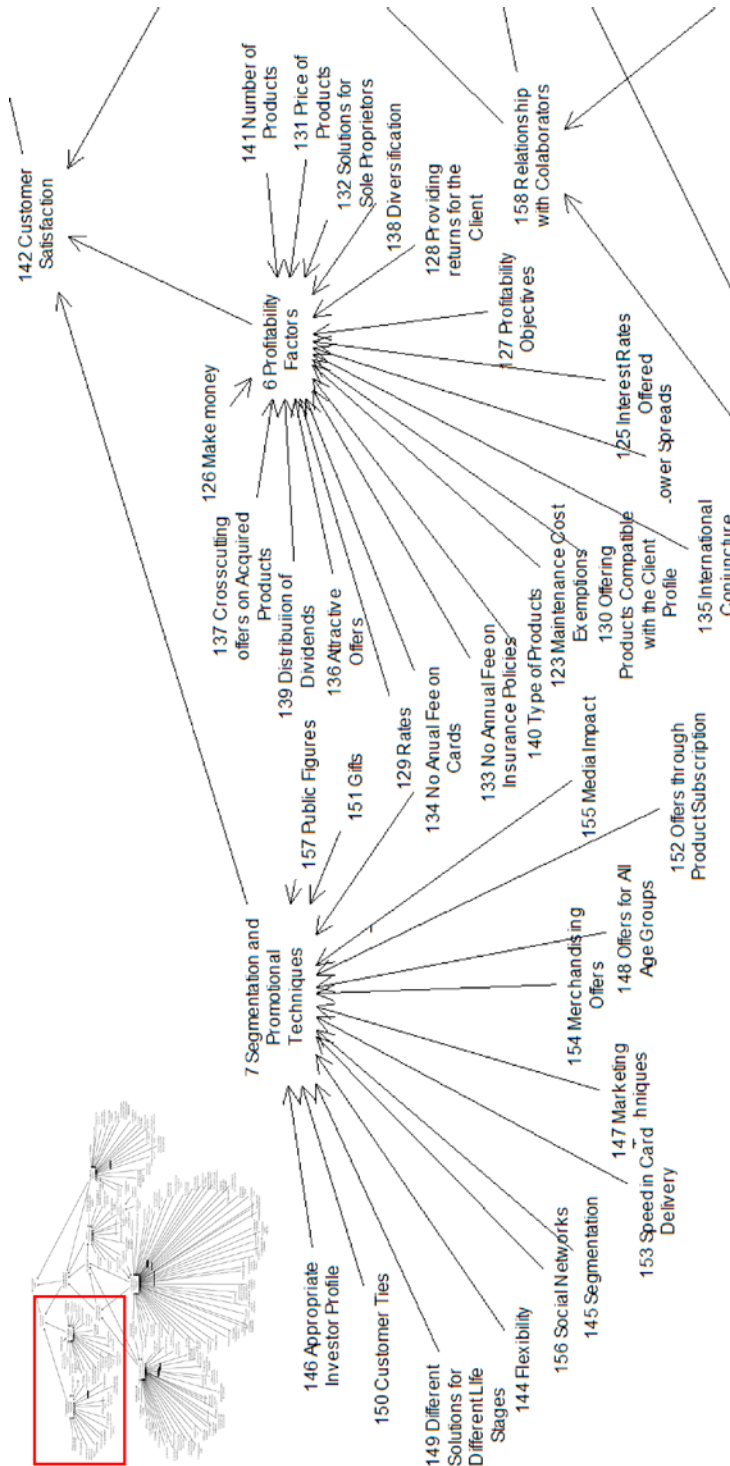 142 Customer
Satisfaction
7 Segmentation and
Promotional
Techniques
6 Profitability
Factors
126 Make money
137 Crosscutting
offers on Acquired
Products
139 Distribuiion of
Dividends
136 Attractive
Offers
129 Rates
134 No Anual Fee on
Cards
133 No Annual Fee on
Insurance Policies
140 Type of Products
123 Maintenance Cost
Exemptions
130 Offering
Products Compatible
with the Client
Profile
135 International
Conjuncture
Lower Spreads
125 Interest Rates
Offered
127 Profitability
Objectives
128 Providing
returns for the
Client
138 Diversification
132 Solutions for
Sole Proprietors
131 Price of
Products
141 Number of
Products
158 Relationship
with Colaborators
157 Public Figures
151 Gifts
155 Media Impact
152 Offers through
Product Subscription
148 Offers for All
Age Groups
154 Merchandising
Offers
147 Marketing
chniques
153 Speed in Card
Delivery
145 Segmentation
156 Social Networks
144 Flexibility
149 Different
Solutions for
Different LIfe
Stages
150 Customer Ties
146 Appropriate
Investor Profile